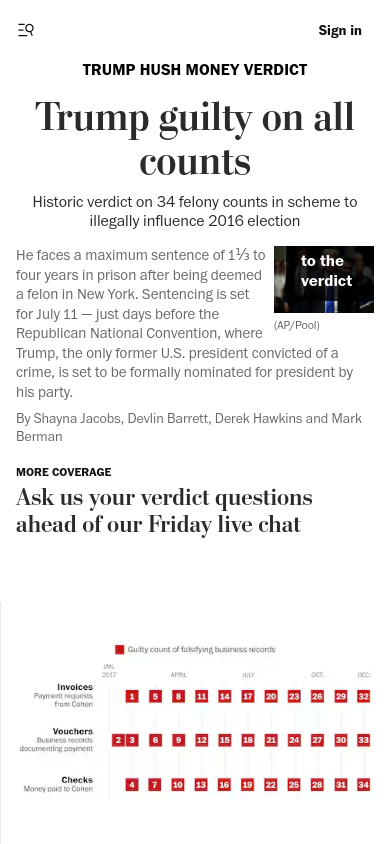 Sign in
TRUMP HUSH MONEY VERDICT
Trump guilty on all
counts
Historic verdict on 34 felony counts in scheme to
illegally influence 2016 election
He faces a maximum sentence of 1⅓ to
four years in prison after being deemed
a felon in New York. Sentencing is set
for July 11 — just days before the
Republican National Convention, where
Trump, the only former U.S. president convicted of a
crime, is set to be formally nominated for president by
his party.
to the
verdict
(AP/Pool)
By Shayna Jacobs, Devlin Barrett, Derek Hawkins and Mark
Berman
MORE COVERAGE
Ask us your verdict questions
ahead of our Friday live chat
Guilty count of falsifying business records
JAN.
2017
APRIL JULY OCT. DEC.
Invoices
Payment requests
from Cohen
1 5 8 11 14 17 20 23 26 29 32
Vouchers
Business records
documenting payment
2 3 6 9 12 15 18 21 24 27 30 33
Checks
Money paid to Cohen
4 7 10 13 16 19 22 25 28 31 34